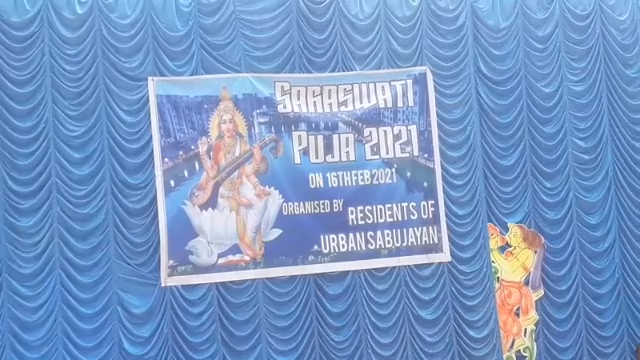 SARASWATI
PUJA 2021
ON 16TH FEB 2021
ORGANISED BY RESIDENTS OF
URBAN SABUJAYAN